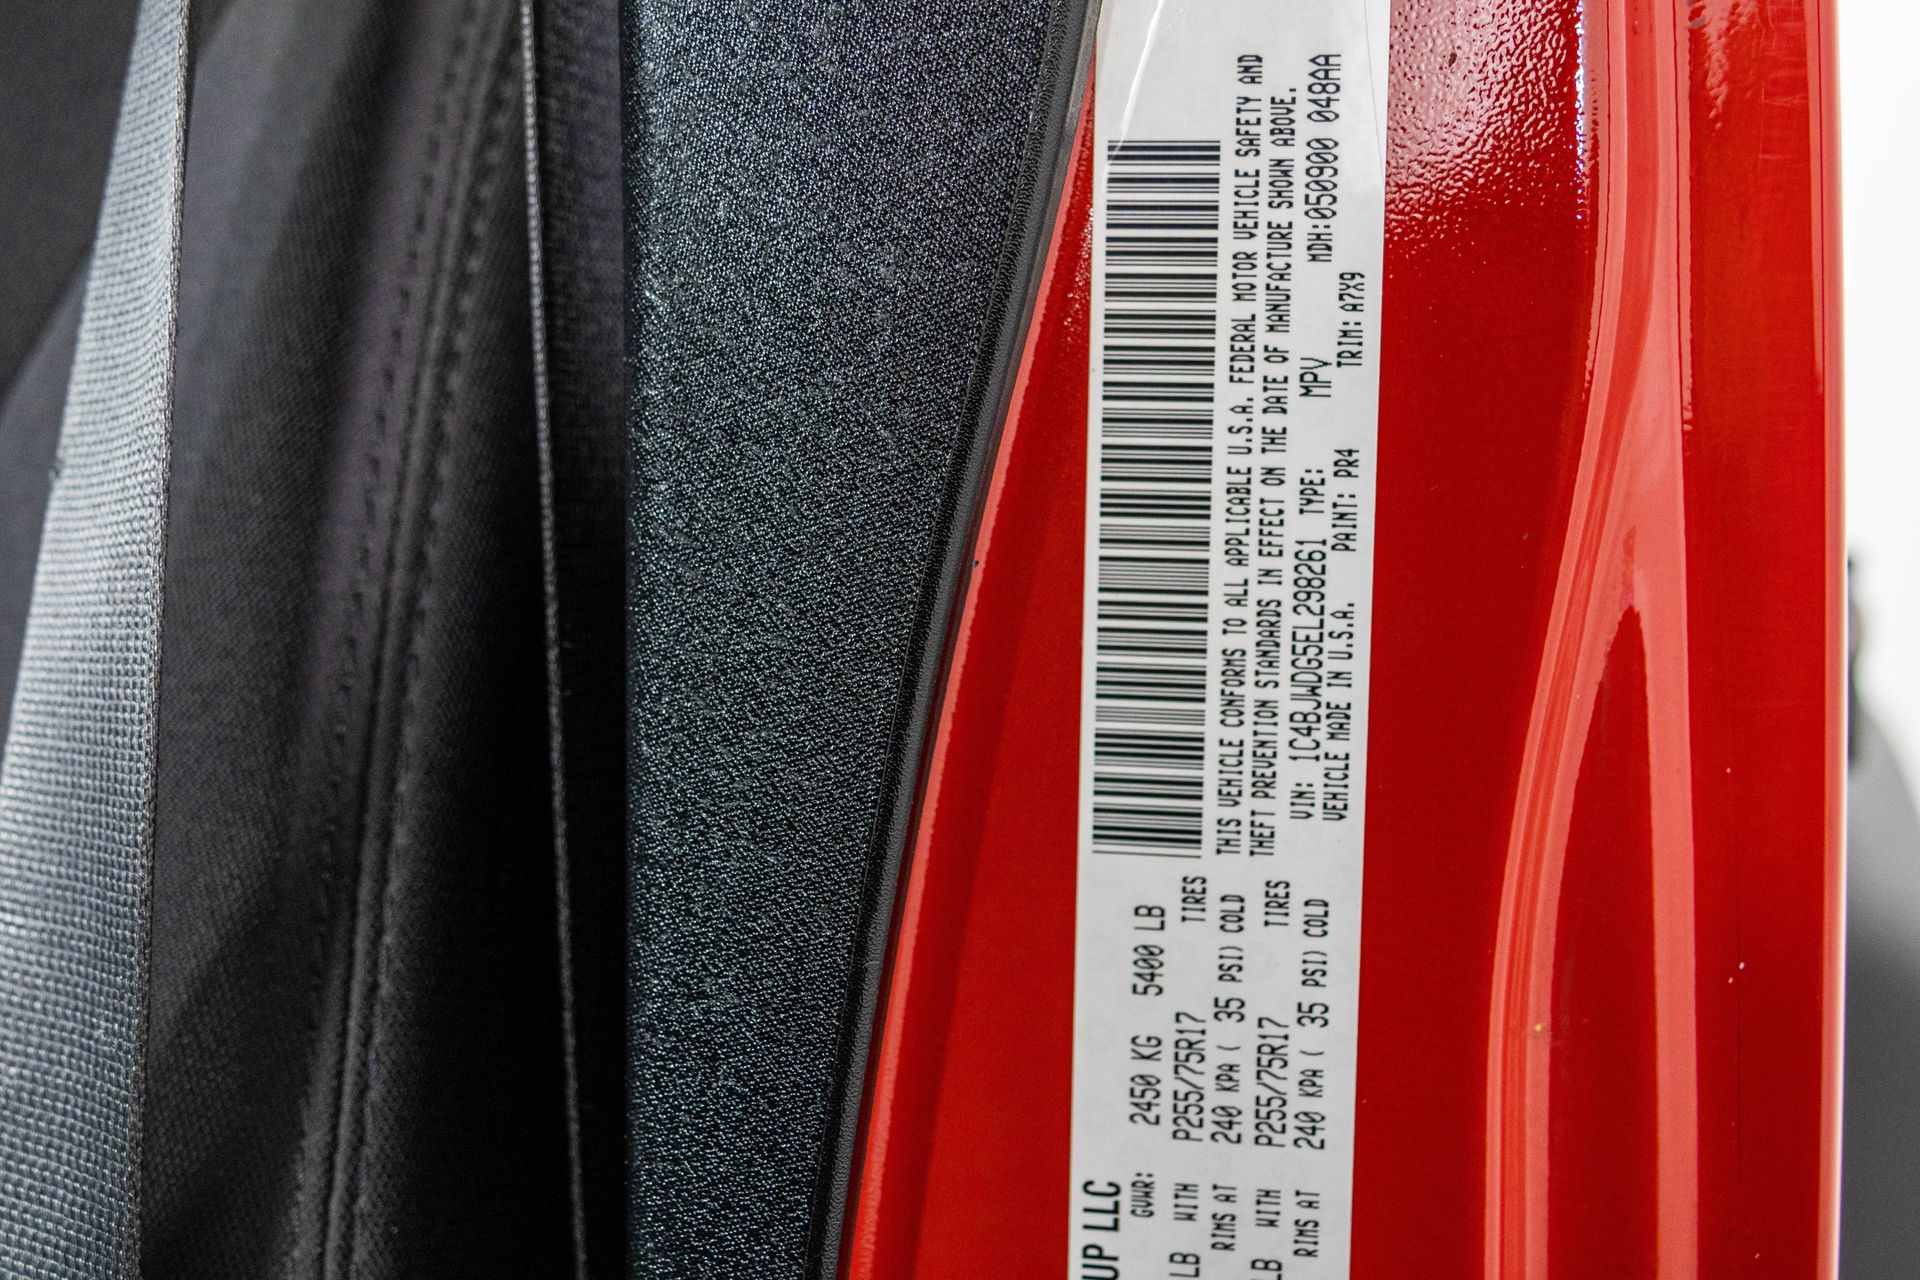 UP LLC
GVWR: 2450 KG 5400 LB
LB WITH P255/75R17 TIRES
RIMS AT 240 KPA ( 35 PSI) COLD
LB WITH P255/75R17 TIRES
RIMS AT 240 KPA ( 35 PSI) COLD
THIS VEHICLE CONFORMS TO ALL APPLICABLE U.S.A. FEDERAL MOTOR VEHICLE SAFETY AND
THEFT PREVENTION STANDARDS IN EFFECT ON THE DATE OF MANUFACTURE SHOWN ABOVE.
VIN: 1C4BJWDG5EL298261 TYPE: MPV MDH:050900 048AA
VEHICLE MADE IN U.S.A. PAINT: PR4 TRIM: A7X9